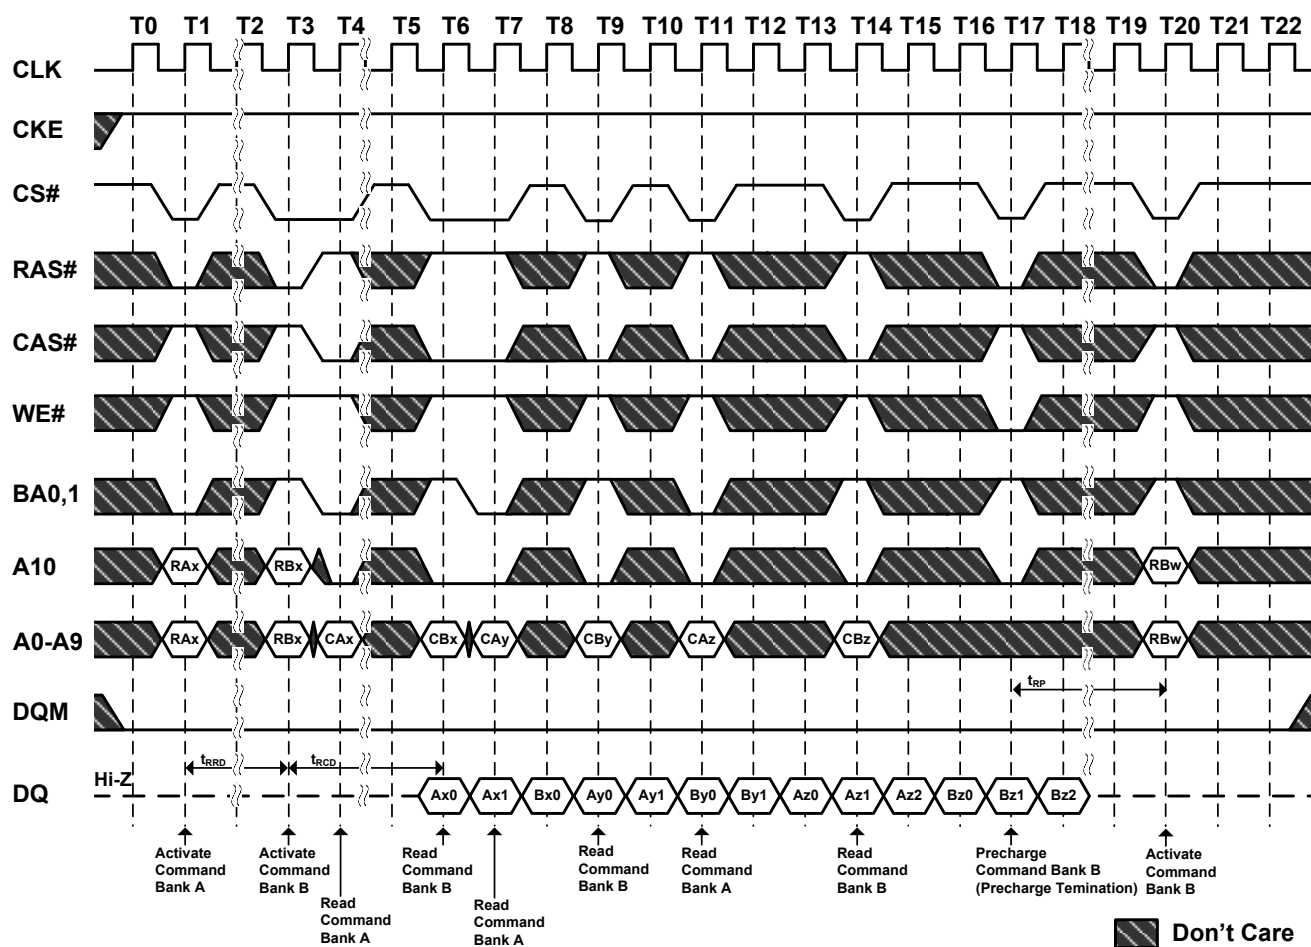 T0 T1 T2 T3 T4 T5 T6 T7 T8 T9 T10 T11 T12 T13 T14 T15 T16 T17 T18 T19 T20 T21 T22
CLK
CKE
CS#
RAS#
CAS#
WE#
BA0,1
A10 RAx RBx RBw
A0-A9 RAx RBx CAx CBx CAy CBy CAz CBz RBw
tRP
DQM
tRRD tRCD
Hi-Z
DQ Ax0 Ax1 Bx0 Ay0 Ay1 By0 By1 Az0 Az1 Az2 Bz0 Bz1 Bz2
Activate
Command
Bank A
Activate
Command
Bank B
Read
Command
Bank A
Read
Command
Bank B
Read
Command
Bank A
Read
Command
Bank B
Read
Command
Bank A
Read
Command
Bank B
Precharge
Command Bank B
(Precharge Temination)
Activate
Command
Bank B
Don't Care